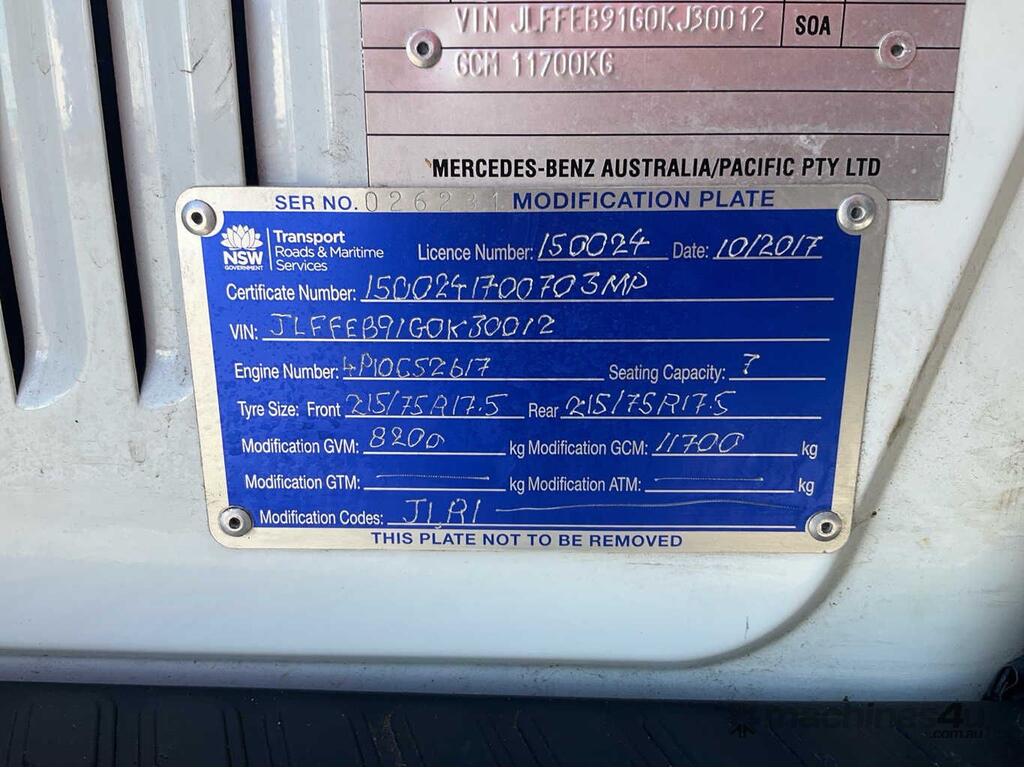 VIN JLFFEB91G0KJ30012 SOA
GCM 11700KG
MERCEDES-BENZ AUSTRALIA/PACIFIC PTY LTD
SER NO. 026231 MODIFICATION PLATE
NSW GOVERNMENT Transport Roads & Maritime Services Licence Number: 150024 Date: 10/2017
Certificate Number: 1500241700703MP
VIN: JLFFEB91G0K30012
Engine Number: 4P10C52617 Seating Capacity: 7
Tyre Size: Front 215/75R17.5 Rear 215/75R17.5
Modification GVM: 8200 kg Modification GCM: 11700 kg
Modification GTM: kg Modification ATM: kg
Modification Codes: J1,R1
THIS PLATE NOT TO BE REMOVED
machines4u
.com.au